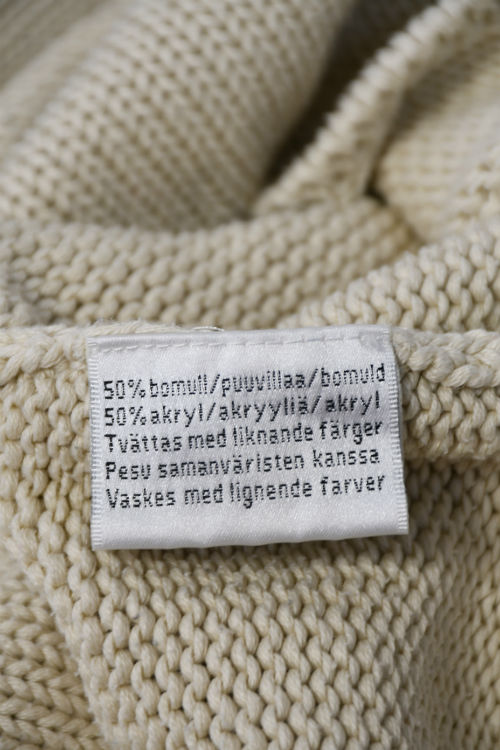 50% bomull/puuvillaa/bomuld
50% akryl/akryyliä/akryl
Tvättas med liknande färger
Pesu samanväristen kanssa
Vaskes med lignende farver